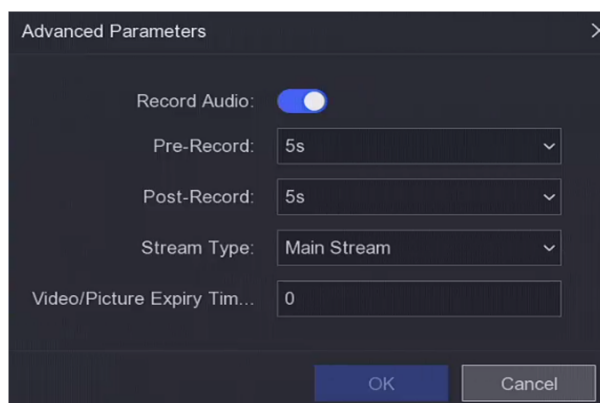 Advanced Parameters
Record Audio:
Pre-Record: 5s
Post-Record: 5s
Stream Type: Main Stream
Video/Picture Expiry Tim... 0
OK Cancel